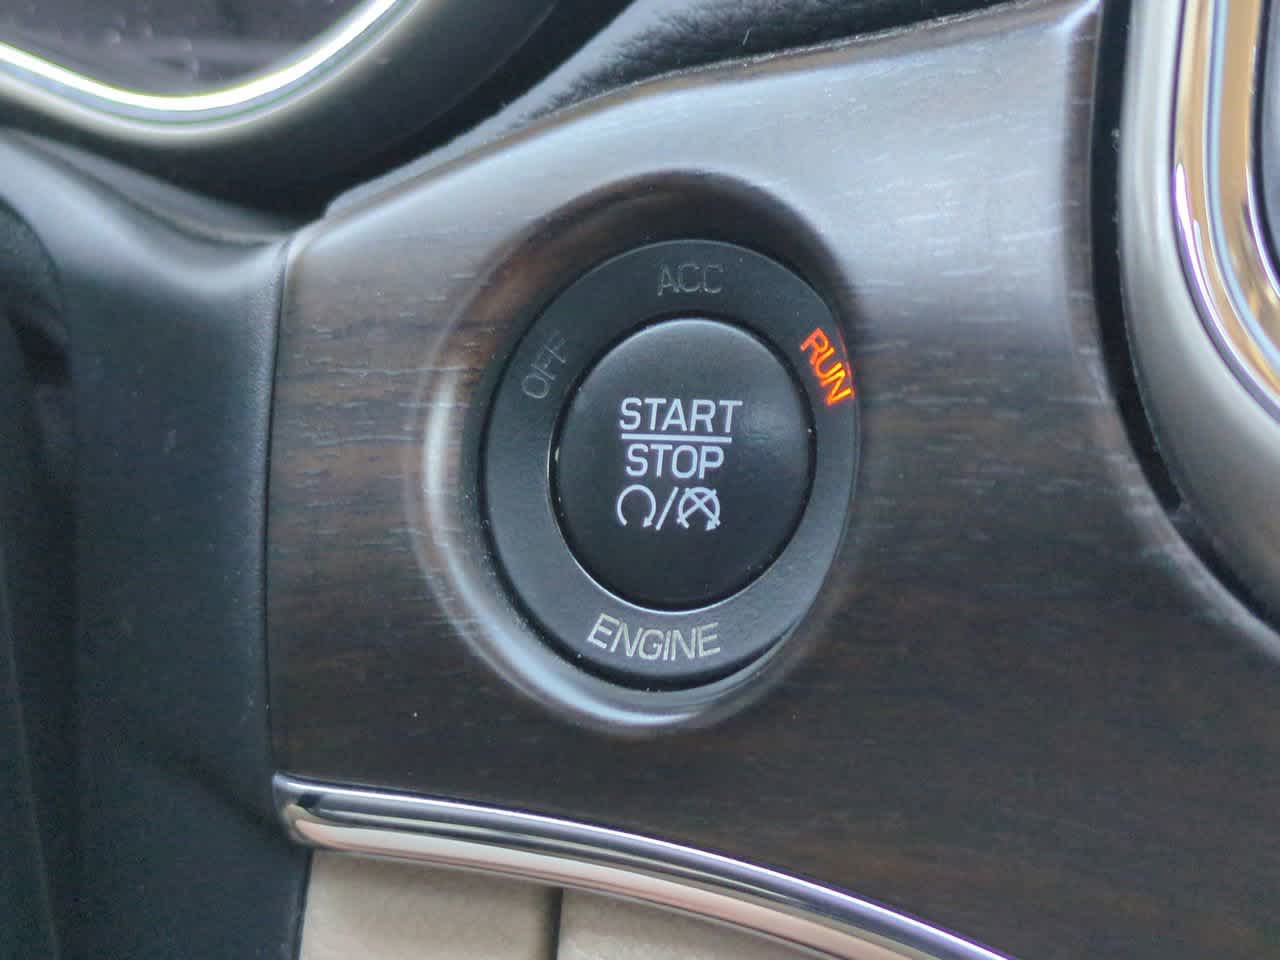 ACC
OFF
RUN
START
STOP
ENGINE